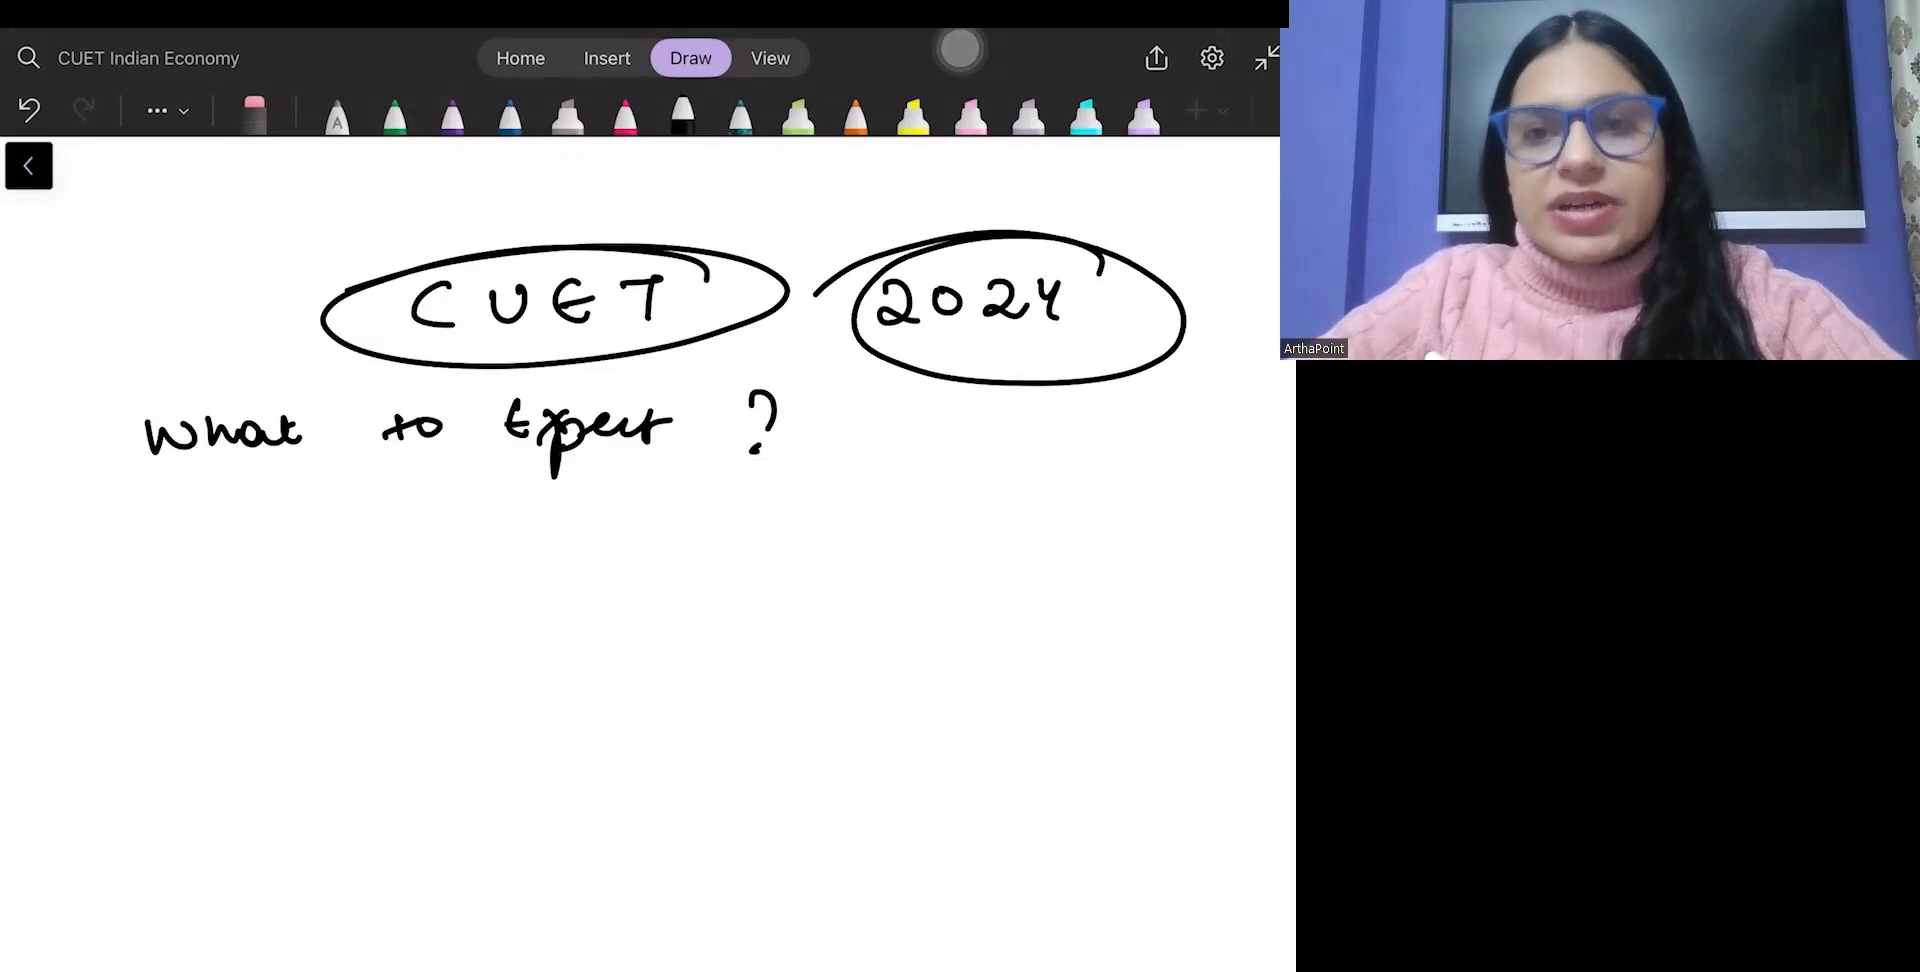 CUET Indian Economy
Home Insert Draw View
A
CUET 2024
What to Expect ?
ArthaPoint